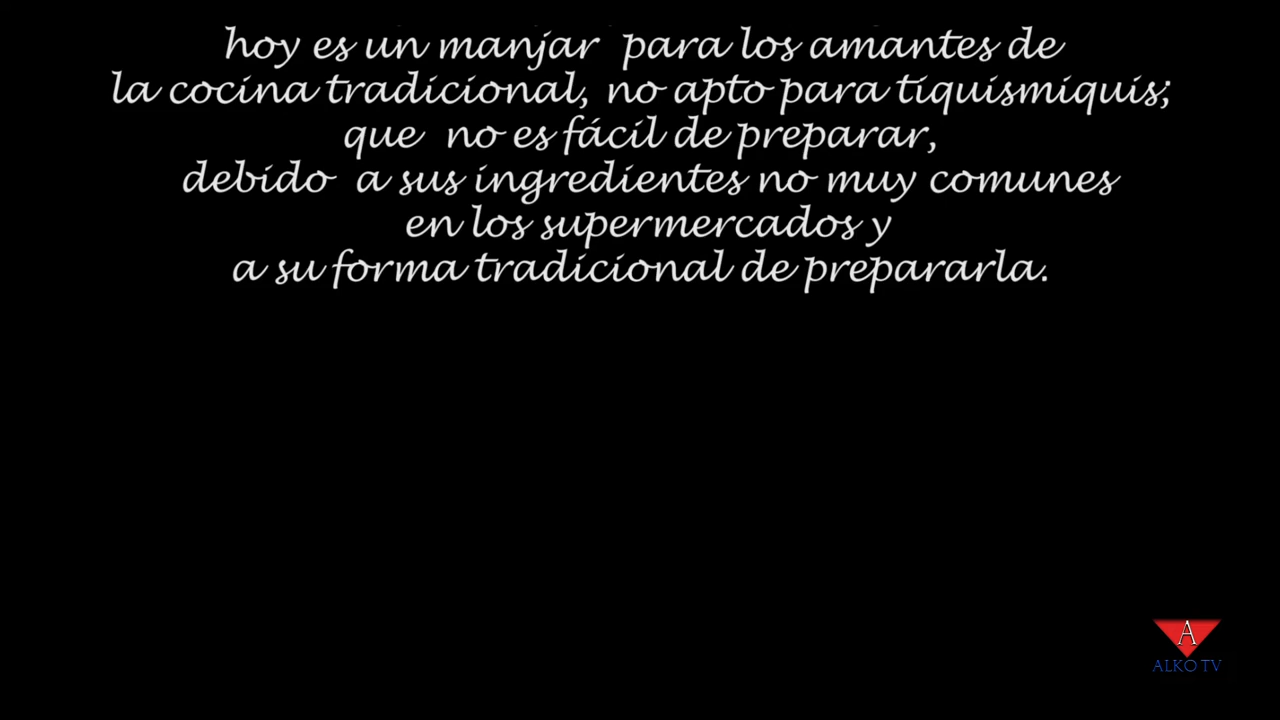 hoy es un manjar para los amantes de
la cocina tradicional, no apto para tiquismiquis;
que no es fácil de preparar,
debido a sus ingredientes no muy comunes
en los supermercados y
a su forma tradicional de prepararla.
A
ALKO TV